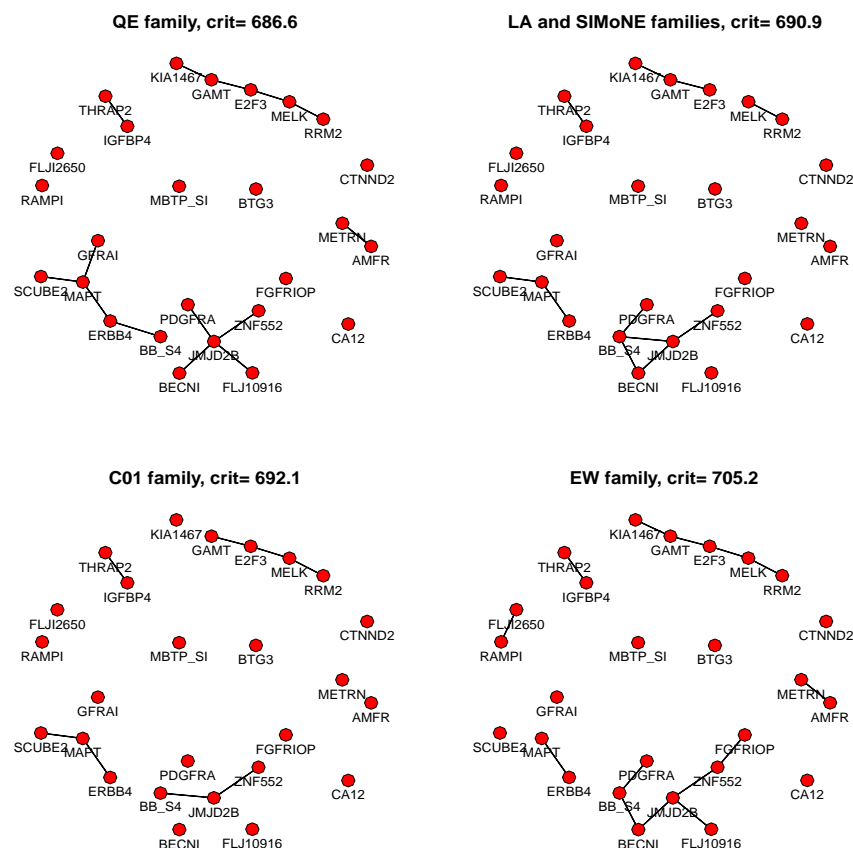 QE family, crit= 686.6
KIA1467
GAMT
E2F3
MELK
RRM2
THRAP2
IGFBP4
FLJI2650
RAMPI
MBTP_SI
BTG3
CTNND2
METRN
AMFR
GFRAI
SCUBE2
MAPT
ERBB4
BB_S4
PDGFRA
JMJD2B
ZNF552
FGFRIOP
CA12
BECNI
FLJ10916
LA and SIMoNE families, crit= 690.9
KIA1467
GAMT
E2F3
MELK
RRM2
THRAP2
IGFBP4
FLJI2650
RAMPI
MBTP_SI
BTG3
CTNND2
METRN
AMFR
GFRAI
SCUBE2
MAPT
ERBB4
BB_S4
PDGFRA
JMJD2B
ZNF552
FGFRIOP
CA12
BECNI
FLJ10916
C01 family, crit= 692.1
KIA1467
GAMT
E2F3
MELK
RRM2
THRAP2
IGFBP4
FLJI2650
RAMPI
MBTP_SI
BTG3
CTNND2
METRN
AMFR
GFRAI
SCUBE2
MAPT
ERBB4
BB_S4
PDGFRA
JMJD2B
ZNF552
FGFRIOP
CA12
BECNI
FLJ10916
EW family, crit= 705.2
KIA1467
GAMT
E2F3
MELK
RRM2
THRAP2
IGFBP4
FLJI2650
RAMPI
MBTP_SI
BTG3
CTNND2
METRN
AMFR
GFRAI
SCUBE2
MAPT
ERBB4
BB_S4
PDGFRA
JMJD2B
ZNF552
FGFRIOP
CA12
BECNI
FLJ10916